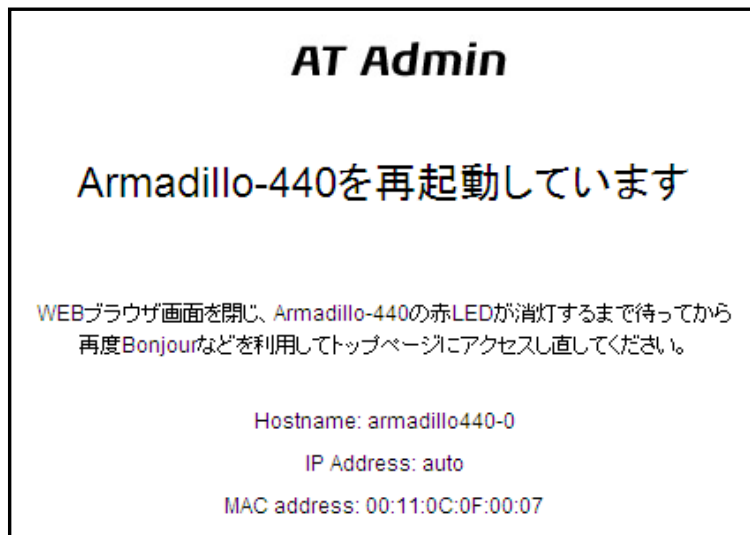 AT Admin
Armadillo-440を再起動しています
WEBブラウザ画面を閉じ、Armadillo-440の赤LEDが消灯するまで待ってから
再度Bonjourなどを利用してトップページにアクセスし直してください。
Hostname: armadillo440-0
IP Address: auto
MAC address: 00:11:0C:0F:00:07